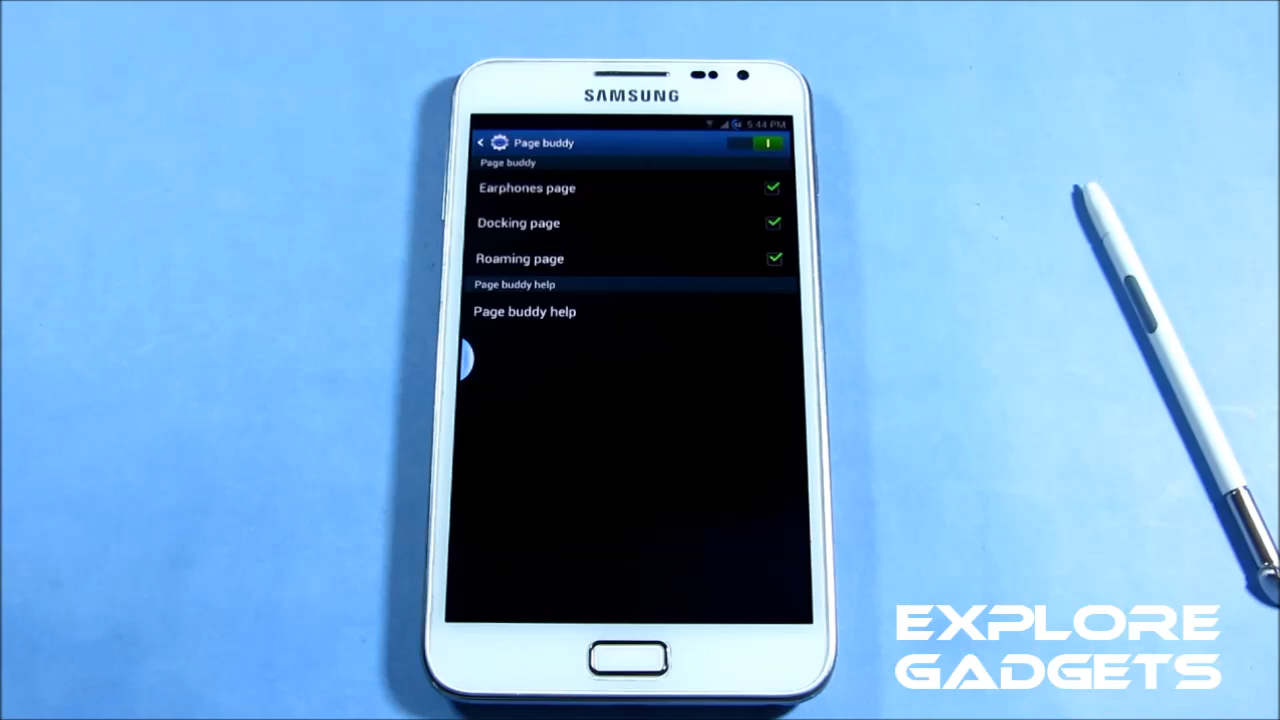 SAMSUNG
5:44 PM
Page buddy
Page buddy
Earphones page
Docking page
Roaming page
Page buddy help
Page buddy help
EXPLORE
GADGETS